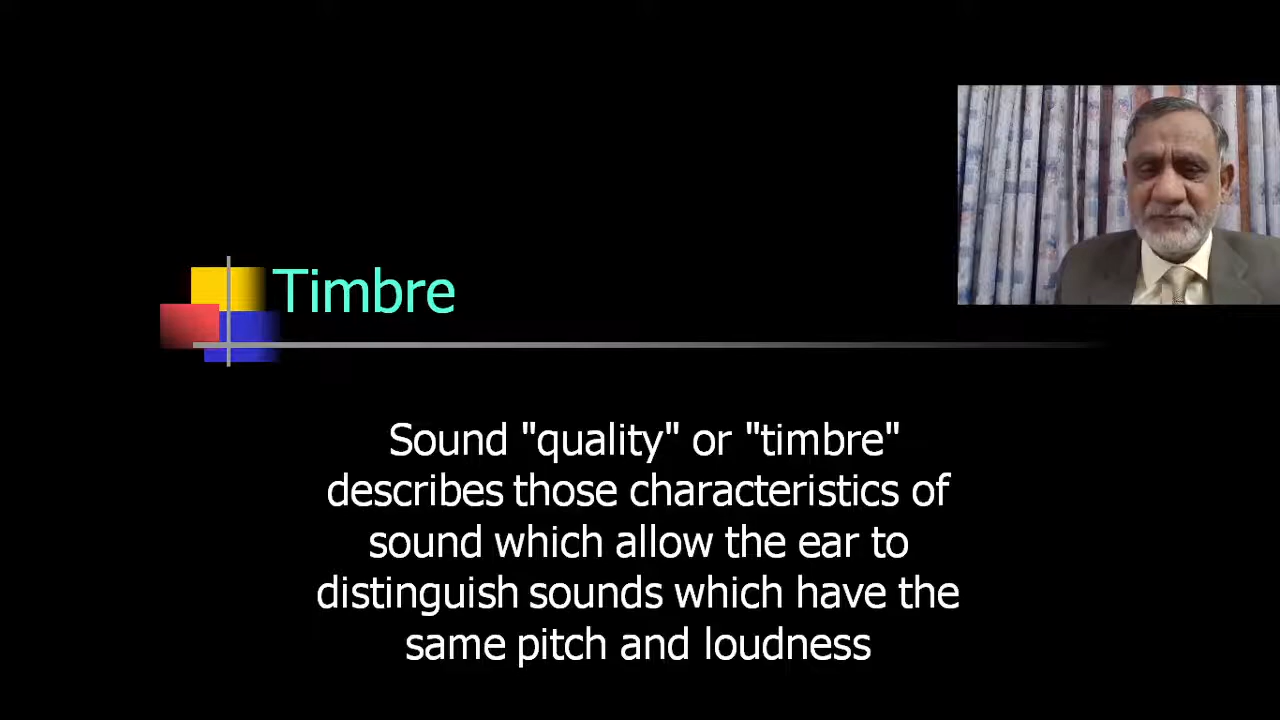 Timbre
Sound "quality" or "timbre"
describes those characteristics of
sound which allow the ear to
distinguish sounds which have the
same pitch and loudness